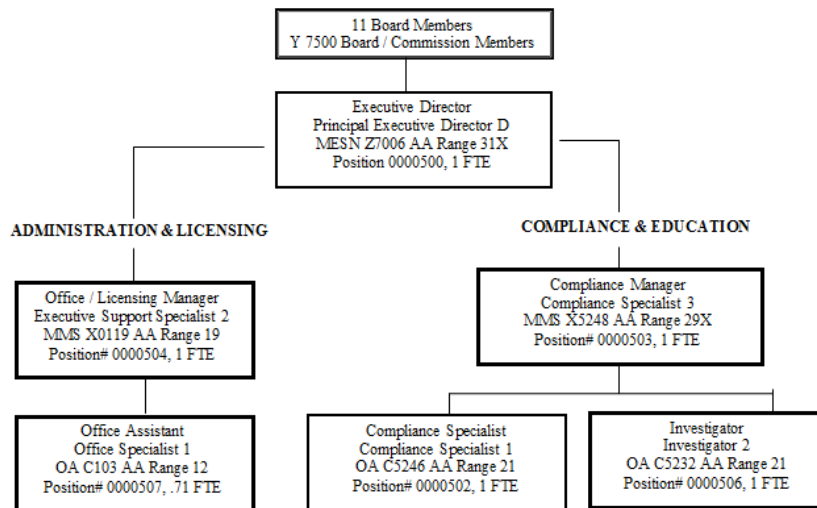 11 Board Members
Y 7500 Board / Commission Members
Executive Director
Principal Executive Director D
MESN Z7006 AA Range 31X
Position 0000500, 1 FTE
ADMINISTRATION & LICENSING
COMPLIANCE & EDUCATION
Office / Licensing Manager
Executive Support Specialist 2
MMS X0119 AA Range 19
Position# 0000504, 1 FTE
Compliance Manager
Compliance Specialist 3
MMS X5248 AA Range 29X
Position# 0000503, 1 FTE
Office Assistant
Office Specialist 1
OA C103 AA Range 12
Position# 0000507, .71 FTE
Compliance Specialist
Compliance Specialist 1
OA C5246 AA Range 21
Position# 0000502, 1 FTE
Investigator
Investigator 2
OA C5232 AA Range 21
Position# 0000506, 1 FTE